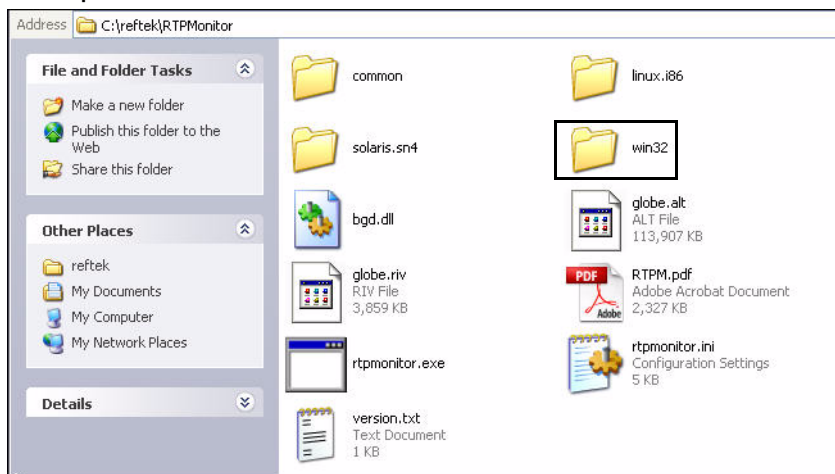 Address C:\reftek\RTPMonitor
File and Folder Tasks
Make a new folder
Publish this folder to the
Web
Share this folder
Other Places
reftek
My Documents
My Computer
My Network Places
Details
common
linux.i86
solaris.sn4
win32
bgd.dll
globe.alt
ALT File
113,907 KB
globe.riv
RIV File
3,859 KB
PDF
Adobe
RTPM.pdf
Adobe Acrobat Document
2,327 KB
rtpmonitor.exe
rtpmonitor.ini
Configuration Settings
5 KB
version.txt
Text Document
1 KB